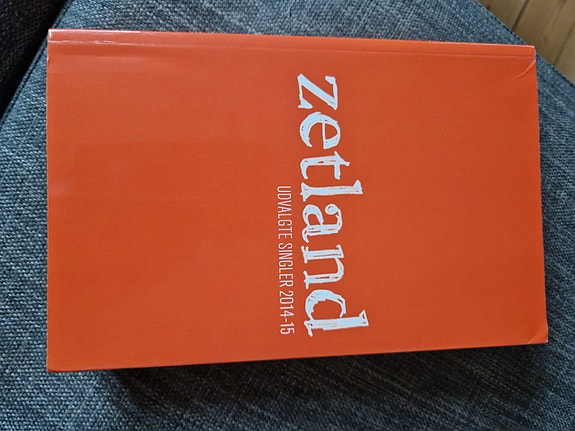 zetland
UDVALGTE SINGLER 2014-15